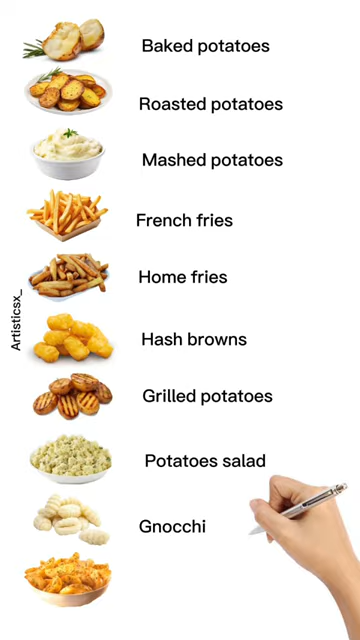 Baked potatoes
Roasted potatoes
Mashed potatoes
French fries
Home fries
Artisticsx_
Hash browns
Grilled potatoes
Potatoes salad
Gnocchi